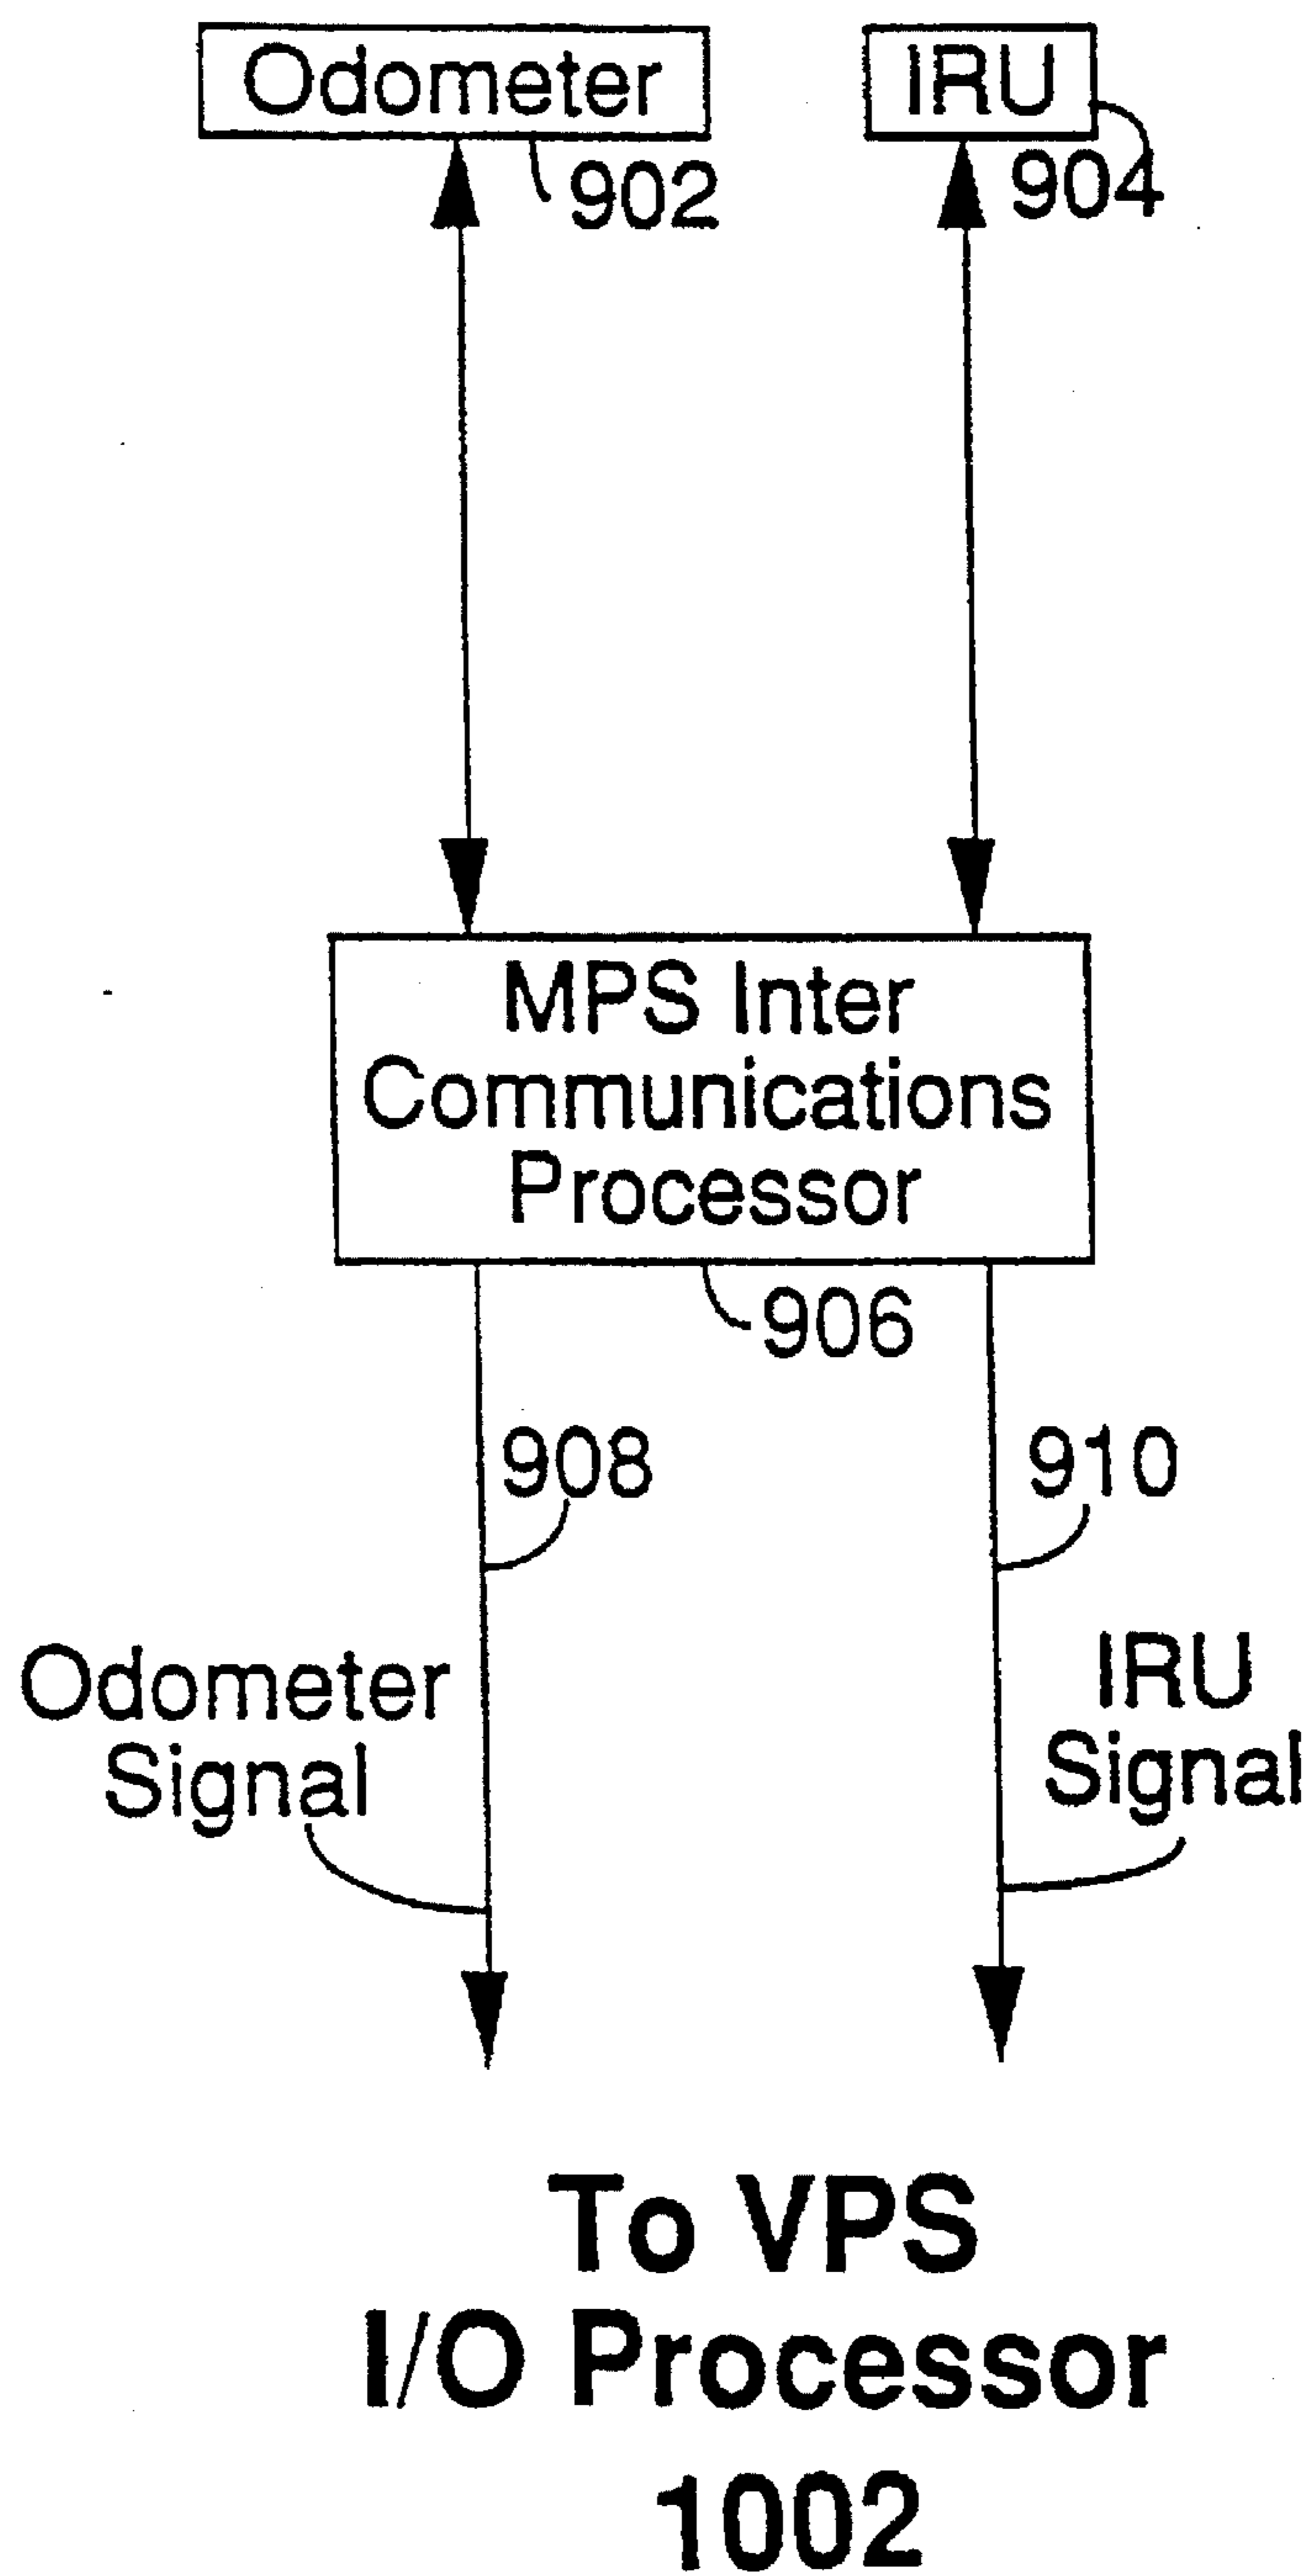 Odometer
IRU
902
904
MPS Inter
Communications
Processor
906
908
910
Odometer
Signal
IRU
Signal
To VPS
I/O Processor
1002